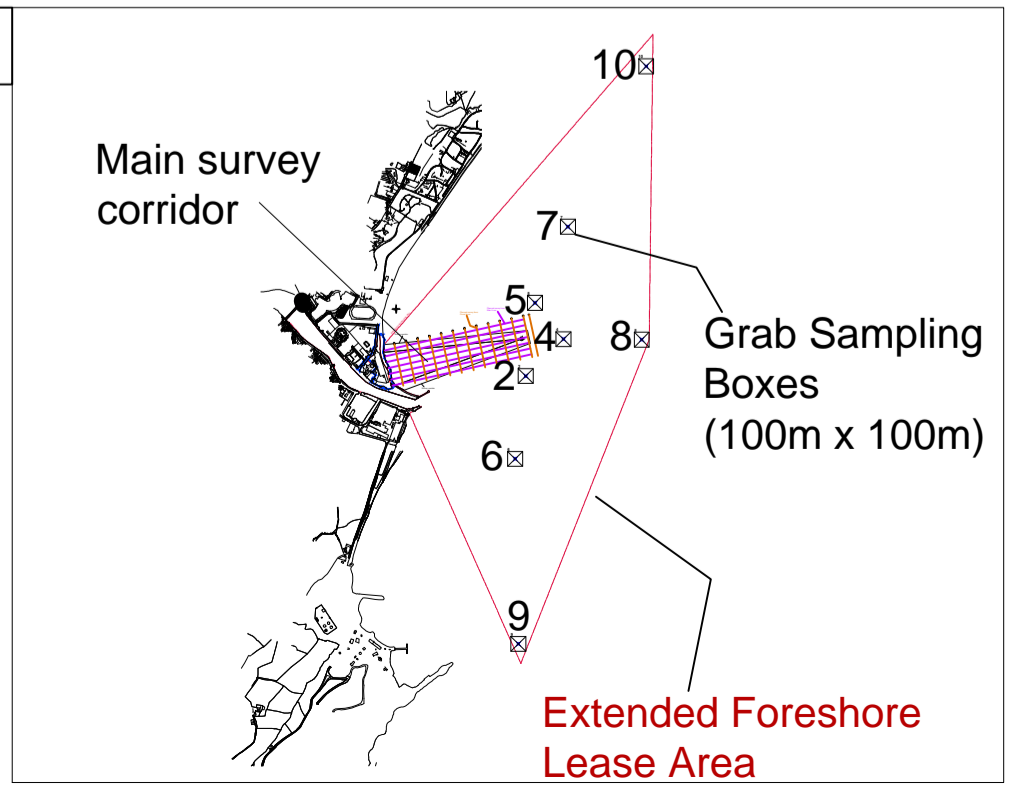 10
Main survey
corridor
7
5
4
8
Grab Sampling
Boxes
(100m x 100m)
2
6
9
Extended Foreshore
Lease Area